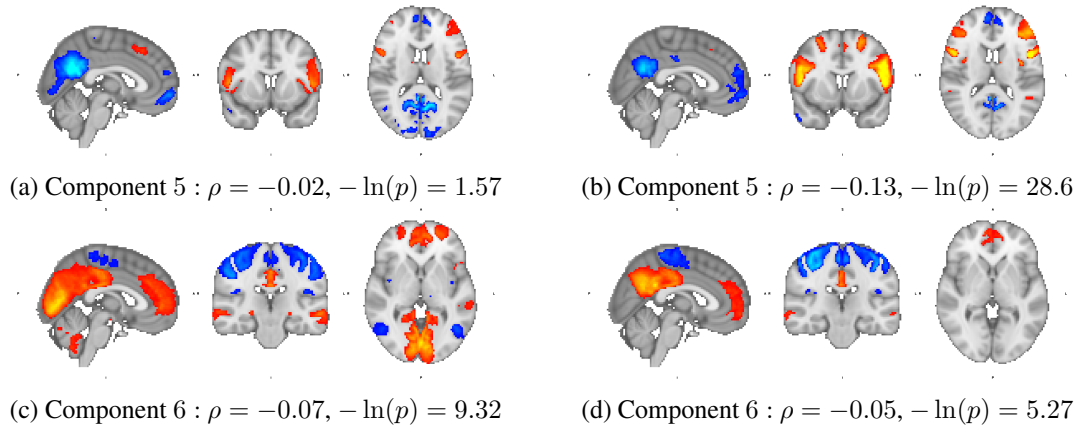 (a) Component 5 : ρ = −0.02, − ln(p) = 1.57
(b) Component 5 : ρ = −0.13, − ln(p) = 28.6
(c) Component 6 : ρ = −0.07, − ln(p) = 9.32
(d) Component 6 : ρ = −0.05, − ln(p) = 5.27